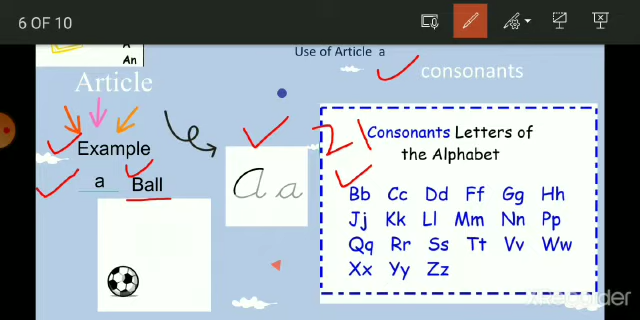 6 OF 10
A
An
Use of Article a
Article
consonants
Example
a Ball
A a
21
Consonants Letters of
the Alphabet
Bb Cc Dd Ff Gg Hh
Jj Kk Ll Mm Nn Pp
Qq Rr Ss Tt Vv Ww
Xx Yy Zz